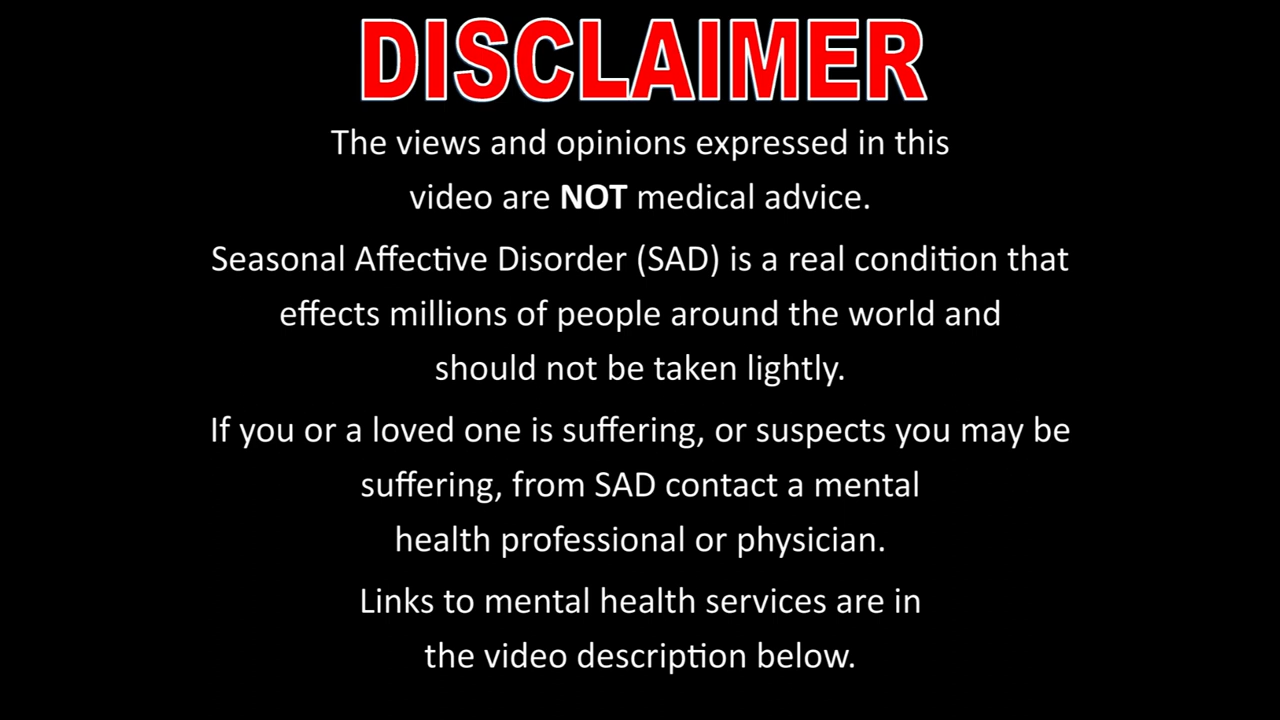 DISCLAIMER
The views and opinions expressed in this
video are NOT medical advice.
Seasonal Affective Disorder (SAD) is a real condition that
effects millions of people around the world and
should not be taken lightly.
If you or a loved one is suffering, or suspects you may be
suffering, from SAD contact a mental
health professional or physician.
Links to mental health services are in
the video description below.